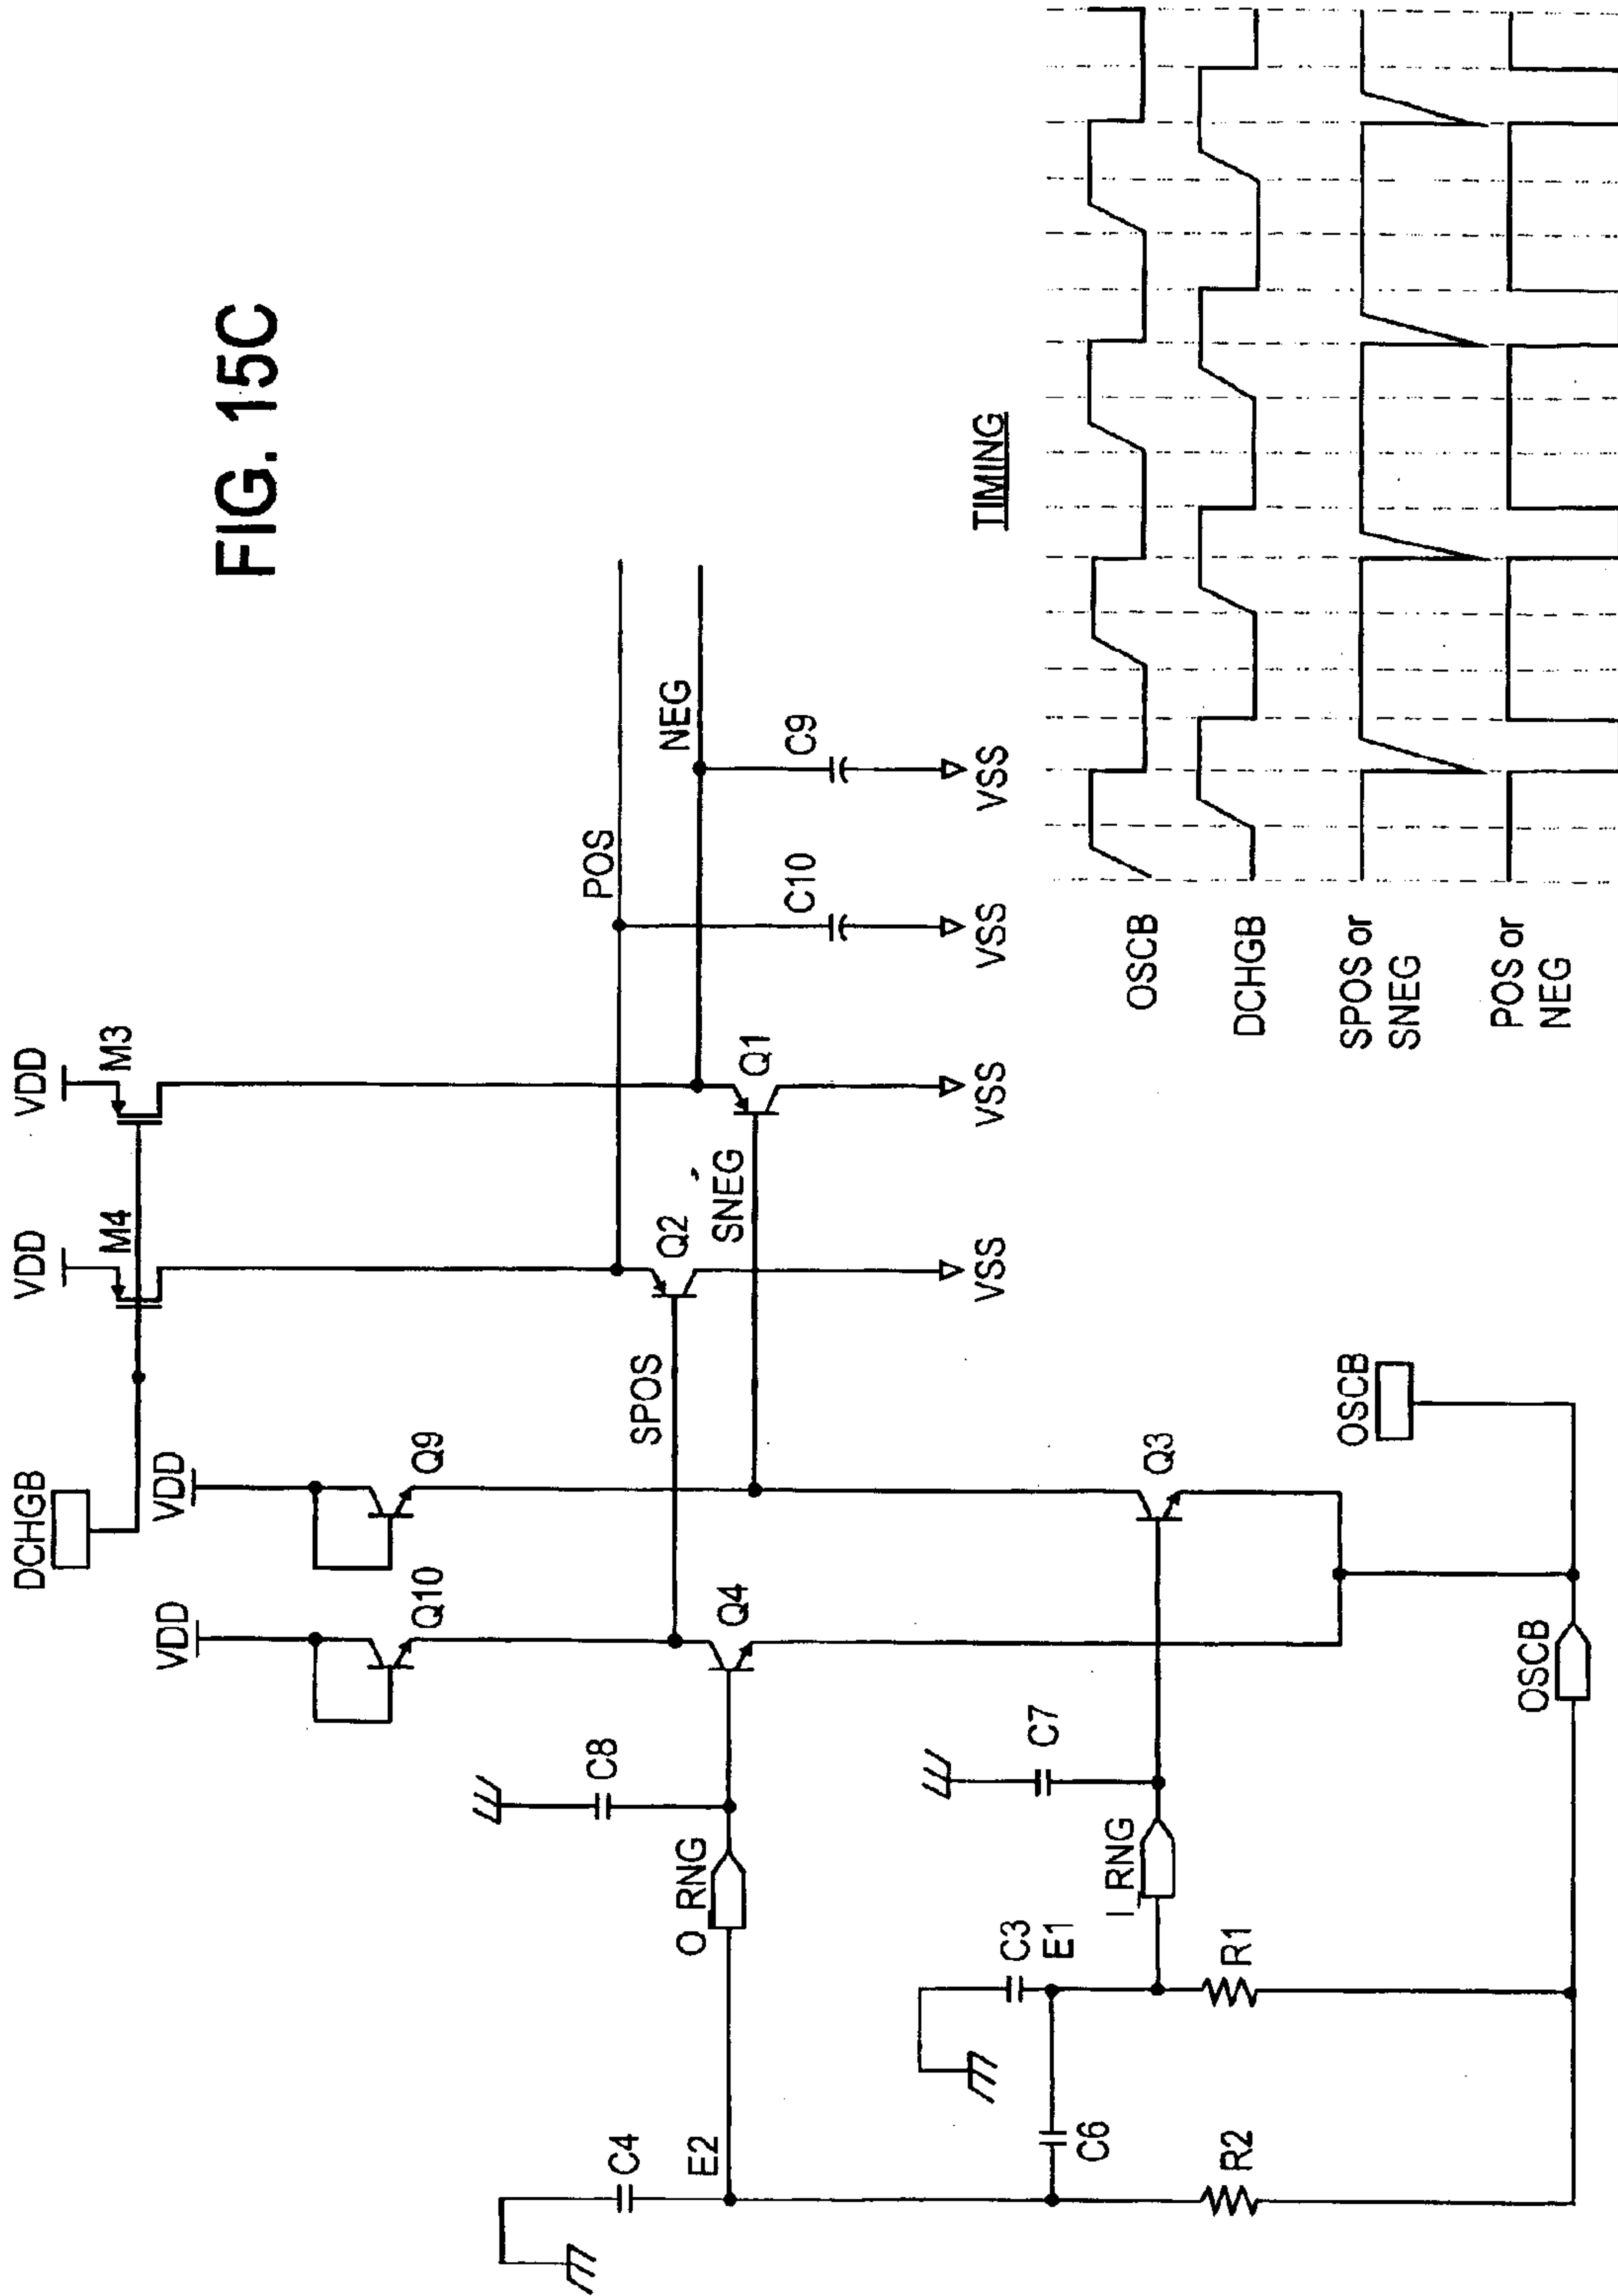 FIG. 15C
DCHGB
VDD
M4
VDD
M3
VDD
Q10
VDD
Q9
POS
NEG
SPOS
Q2
SNEG
Q1
C10
C9
VSS
VSS
VSS
VSS
C4
E2
O_RNG
C8
Q4
C6
C3
E1
I_RNG
C7
Q3
R2
R1
OSCB
OSCB
TIMING
OSCB
DCHGB
SPOS or
SNEG
POS or
NEG